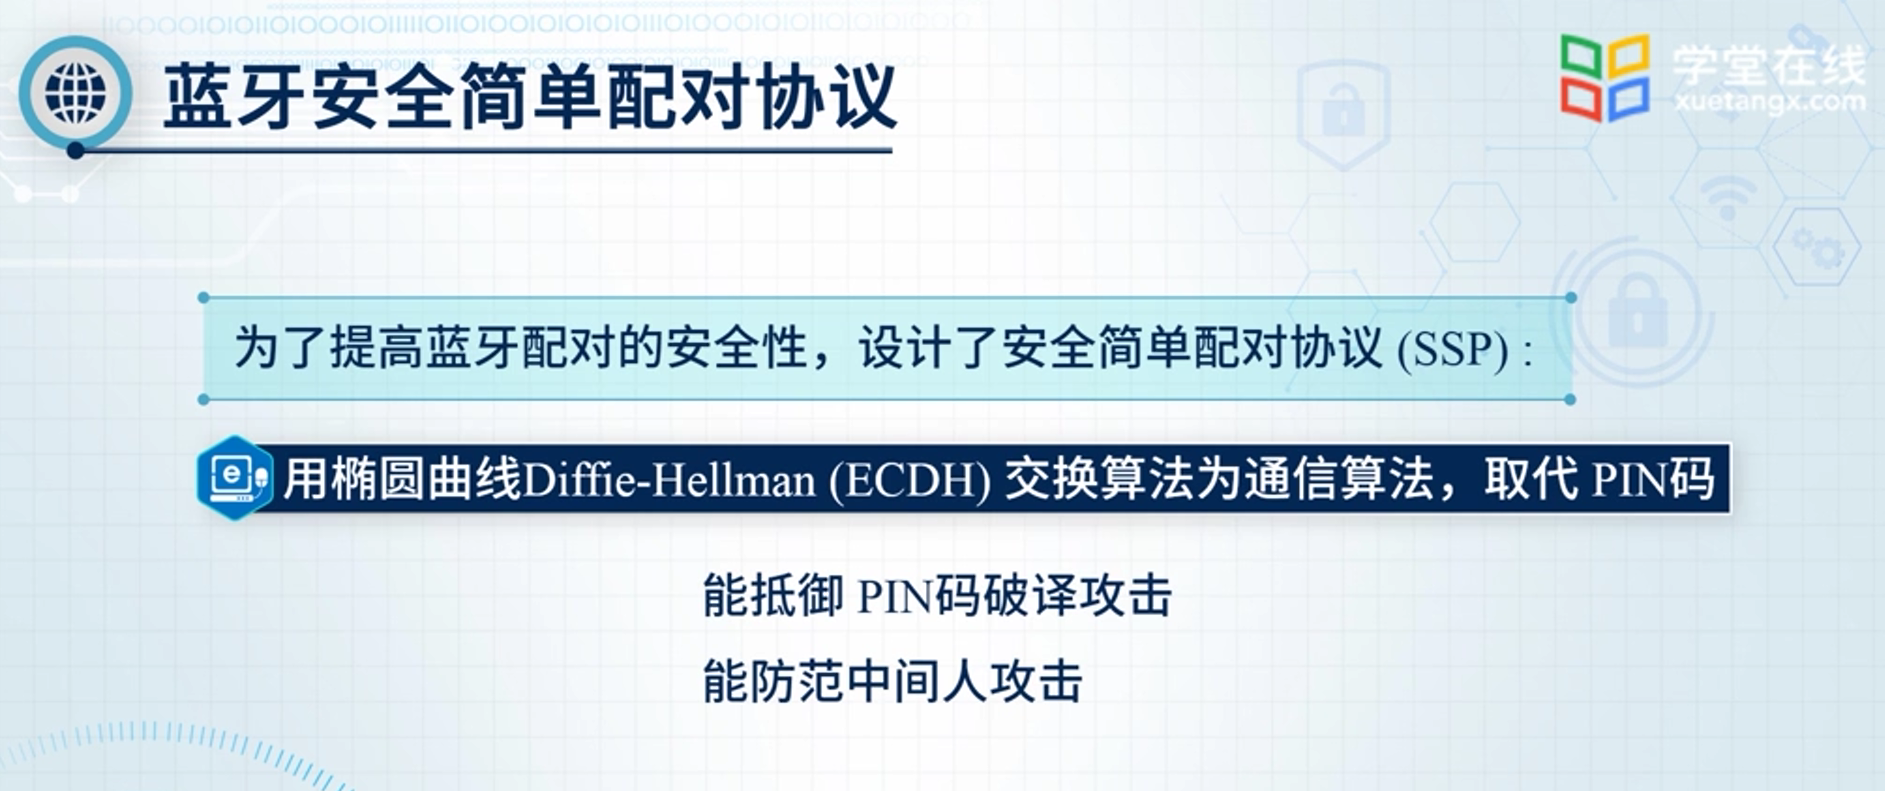 蓝牙安全简单配对协议
学堂在线
xuetangx.com
为了提高蓝牙配对的安全性，设计了安全简单配对协议 (SSP) :
用椭圆曲线Diffie-Hellman (ECDH) 交换算法为通信算法，取代 PIN码
能抵御 PIN码破译攻击
能防范中间人攻击